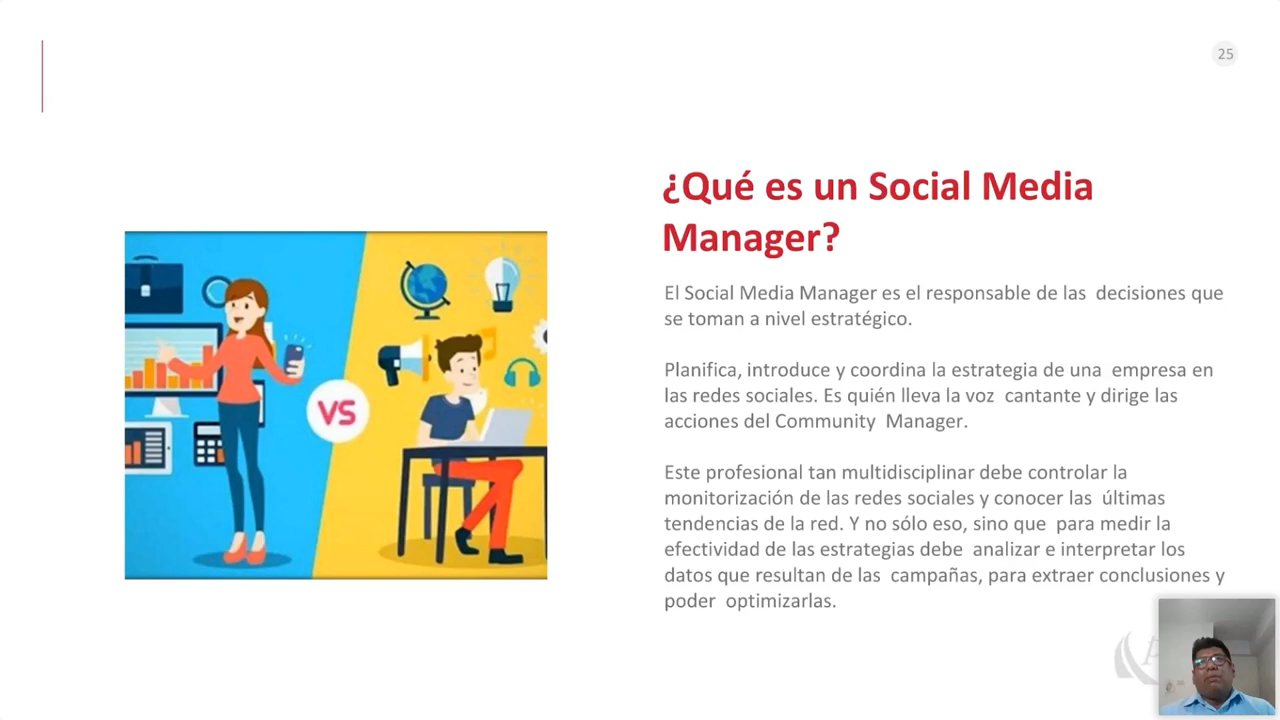 25
¿Qué es un Social Media
Manager?
El Social Media Manager es el responsable de las decisiones que
se toman a nivel estratégico.
Planifica, introduce y coordina la estrategia de una empresa en
las redes sociales. Es quién lleva la voz cantante y dirige las
acciones del Community Manager.
Este profesional tan multidisciplinar debe controlar la
monitorización de las redes sociales y conocer las últimas
tendencias de la red. Y no sólo eso, sino que para medir la
efectividad de las estrategias debe analizar e interpretar los
datos que resultan de las campañas, para extraer conclusiones y
poder optimizarlas.
VS